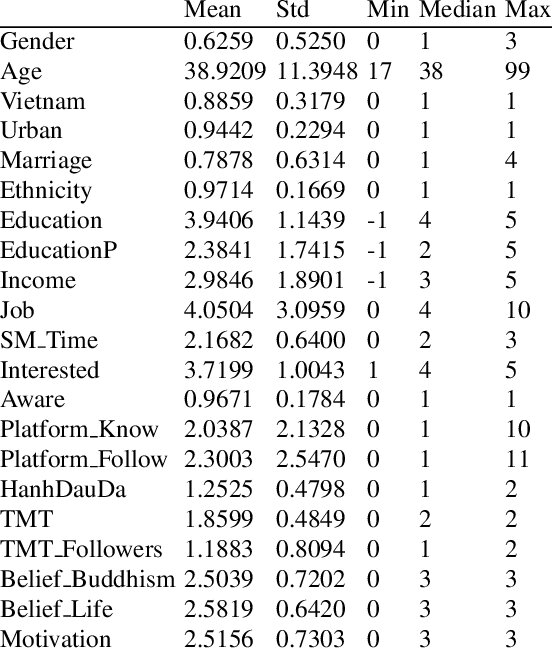 Mean Std Min Median Max
Gender 0.6259 0.5250 0 1 3
Age 38.9209 11.3948 17 38 99
Vietnam 0.8859 0.3179 0 1 1
Urban 0.9442 0.2294 0 1 1
Marriage 0.7878 0.6314 0 1 4
Ethnicity 0.9714 0.1669 0 1 1
Education 3.9406 1.1439 -1 4 5
EducationP 2.3841 1.7415 -1 2 5
Income 2.9846 1.8901 -1 3 5
Job 4.0504 3.0959 0 4 10
SM_Time 2.1682 0.6400 0 2 3
Interested 3.7199 1.0043 1 4 5
Aware 0.9671 0.1784 0 1 1
Platform_Know 2.0387 2.1328 0 1 10
Platform_Follow 2.3003 2.5470 0 1 11
HanhDauDa 1.2525 0.4798 0 1 2
TMT 1.8599 0.4849 0 2 2
TMT_Followers 1.1883 0.8094 0 1 2
Belief_Buddhism 2.5039 0.7202 0 3 3
Belief_Life 2.5819 0.6420 0 3 3
Motivation 2.5156 0.7303 0 3 3